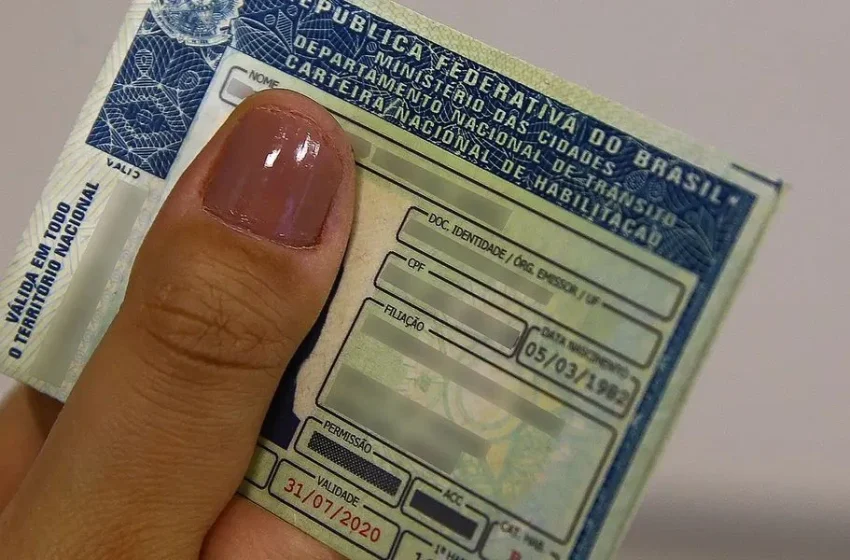 REPÚBLICA FEDERATIVA DO BRASIL
MINISTÉRIO DAS CIDADES
DEPARTAMENTO NACIONAL DE TRÂNSITO
CARTEIRA NACIONAL DE HABILITAÇÃO
NOME
DOC. IDENTIDADE / ÓRG. EMISSOR / UF
CPF
DATA NASCIMENTO
05/03/1982
FILIAÇÃO
PERMISSÃO
ACC
CAT. HAB.
VALIDADE
31/07/2020
VÁLIDA EM TODO
O TERRITÓRIO NACIONAL